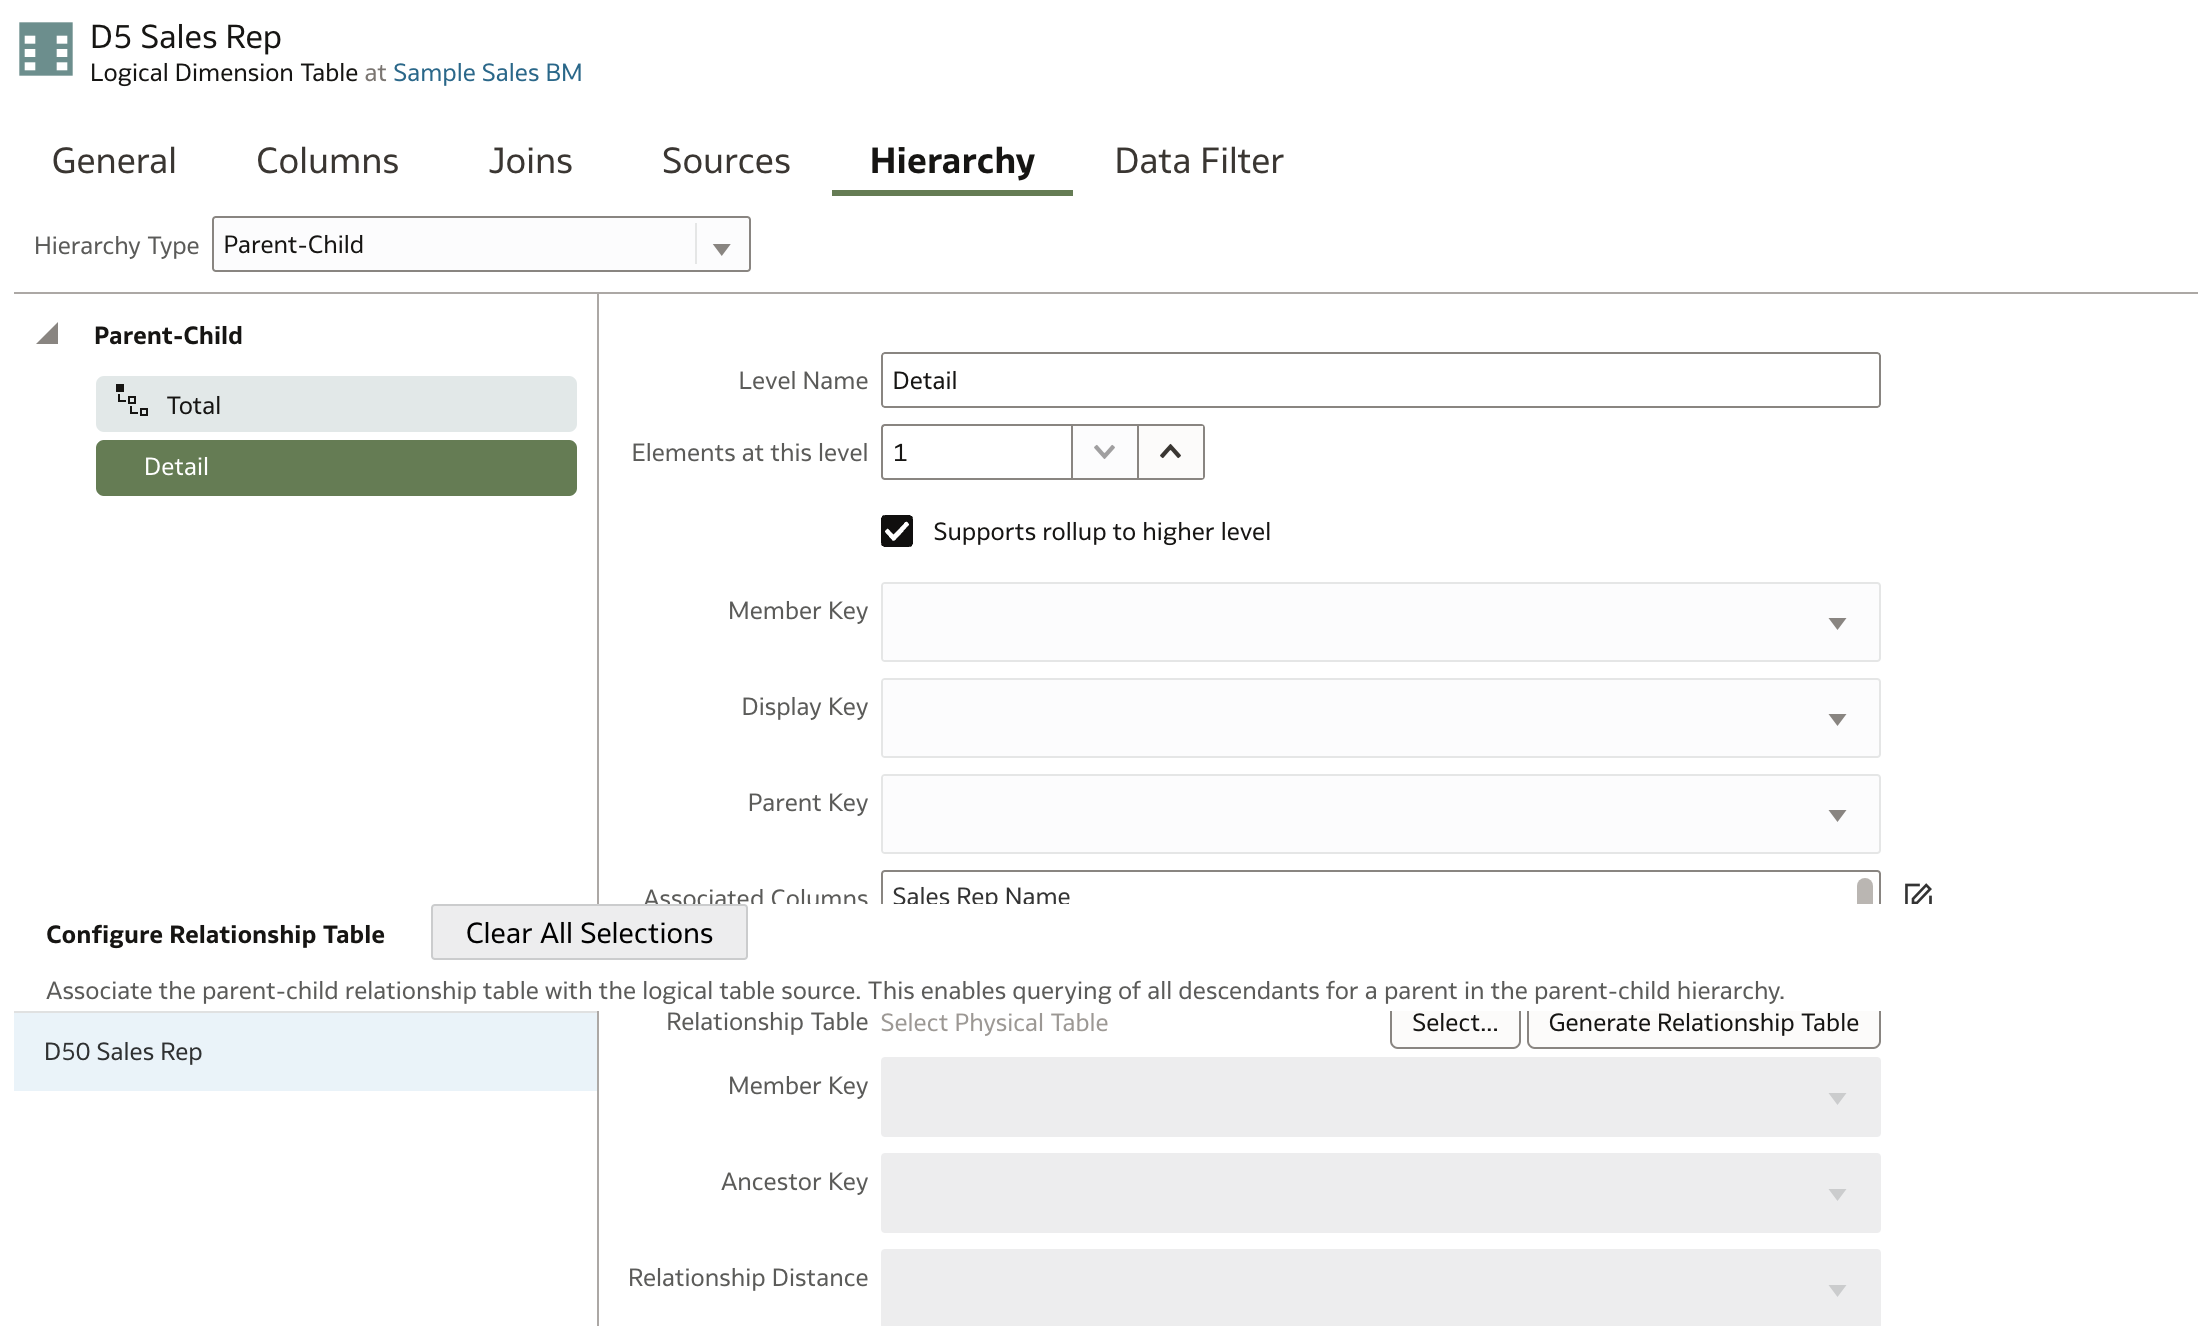 D5 Sales Rep
Logical Dimension Table at Sample Sales BM
General Columns Joins Sources Hierarchy Data Filter
Hierarchy Type Parent-Child
Parent-Child
Total
Detail
Level Name Detail
Elements at this level 1
Supports rollup to higher level
Member Key
Display Key
Parent Key
Associated Columns Sales Rep Name
Configure Relationship Table Clear All Selections
Associate the parent-child relationship table with the logical table source. This enables querying of all descendants for a parent in the parent-child hierarchy.
D50 Sales Rep
Relationship Table Select Physical Table Select... Generate Relationship Table
Member Key
Ancestor Key
Relationship Distance